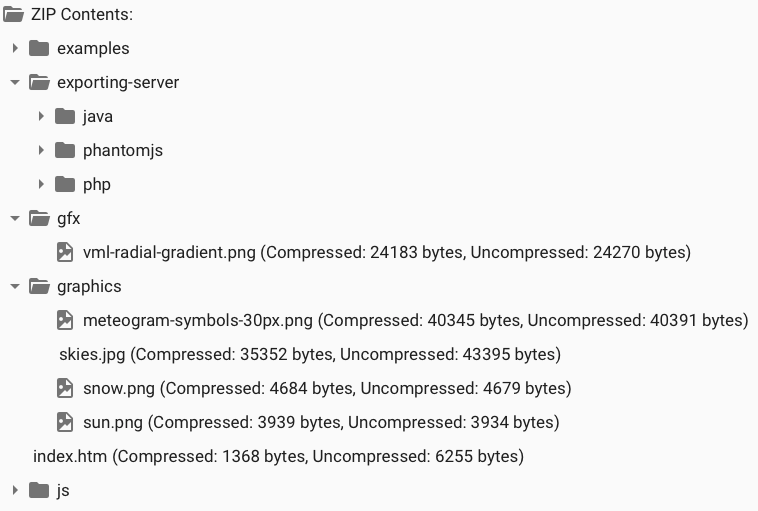 ZIP Contents:
examples
exporting-server
java
phantomjs
php
gfx
vml-radial-gradient.png (Compressed: 24183 bytes, Uncompressed: 24270 bytes)
graphics
meteogram-symbols-30px.png (Compressed: 40345 bytes, Uncompressed: 40391 bytes)
skies.jpg (Compressed: 35352 bytes, Uncompressed: 43395 bytes)
snow.png (Compressed: 4684 bytes, Uncompressed: 4679 bytes)
sun.png (Compressed: 3939 bytes, Uncompressed: 3934 bytes)
index.htm (Compressed: 1368 bytes, Uncompressed: 6255 bytes)
js